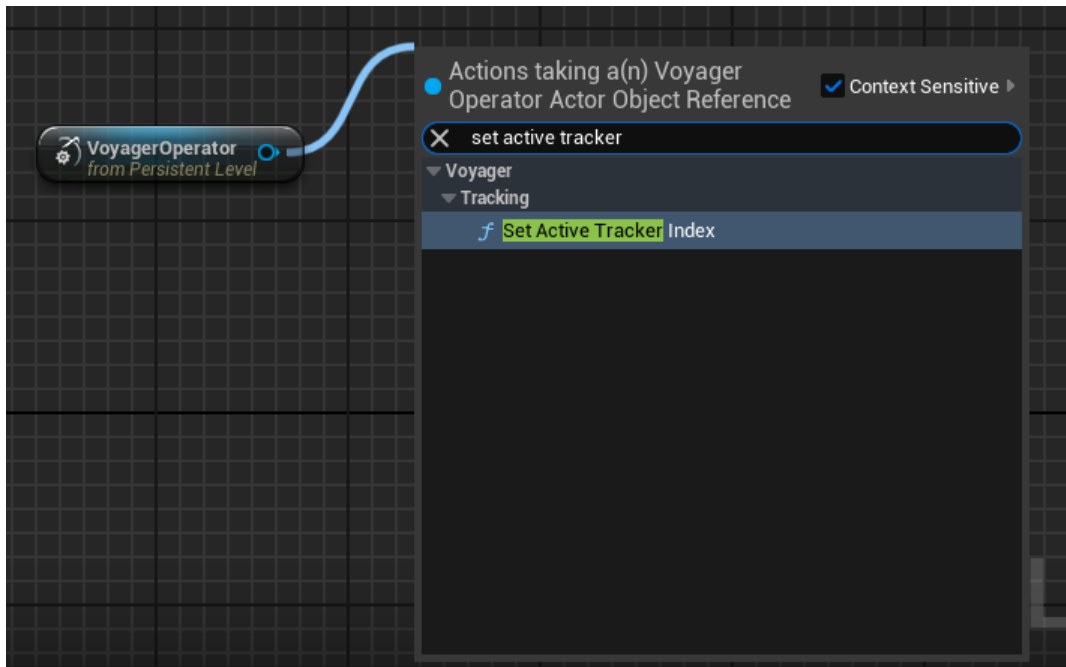 Actions taking a(n) Voyager
Operator Actor Object Reference
Context Sensitive
set active tracker
VoyagerOperator
from Persistent Level
Voyager
Tracking
Set Active Tracker Index